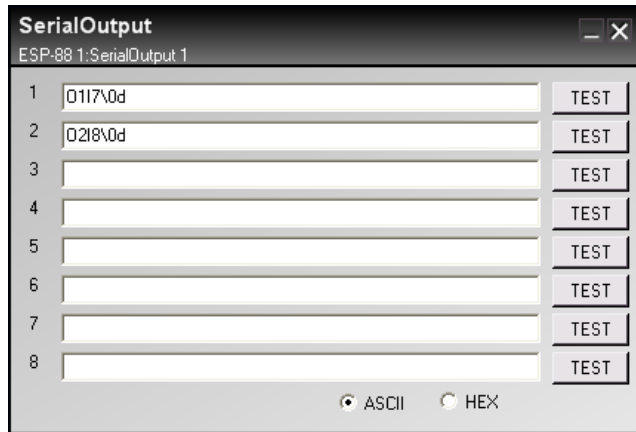 SerialOutput
ESP-88 1:SerialOutput 1
1 O1I7\0d TEST
2 O2I8\0d TEST
3 TEST
4 TEST
5 TEST
6 TEST
7 TEST
8 TEST
ASCII HEX